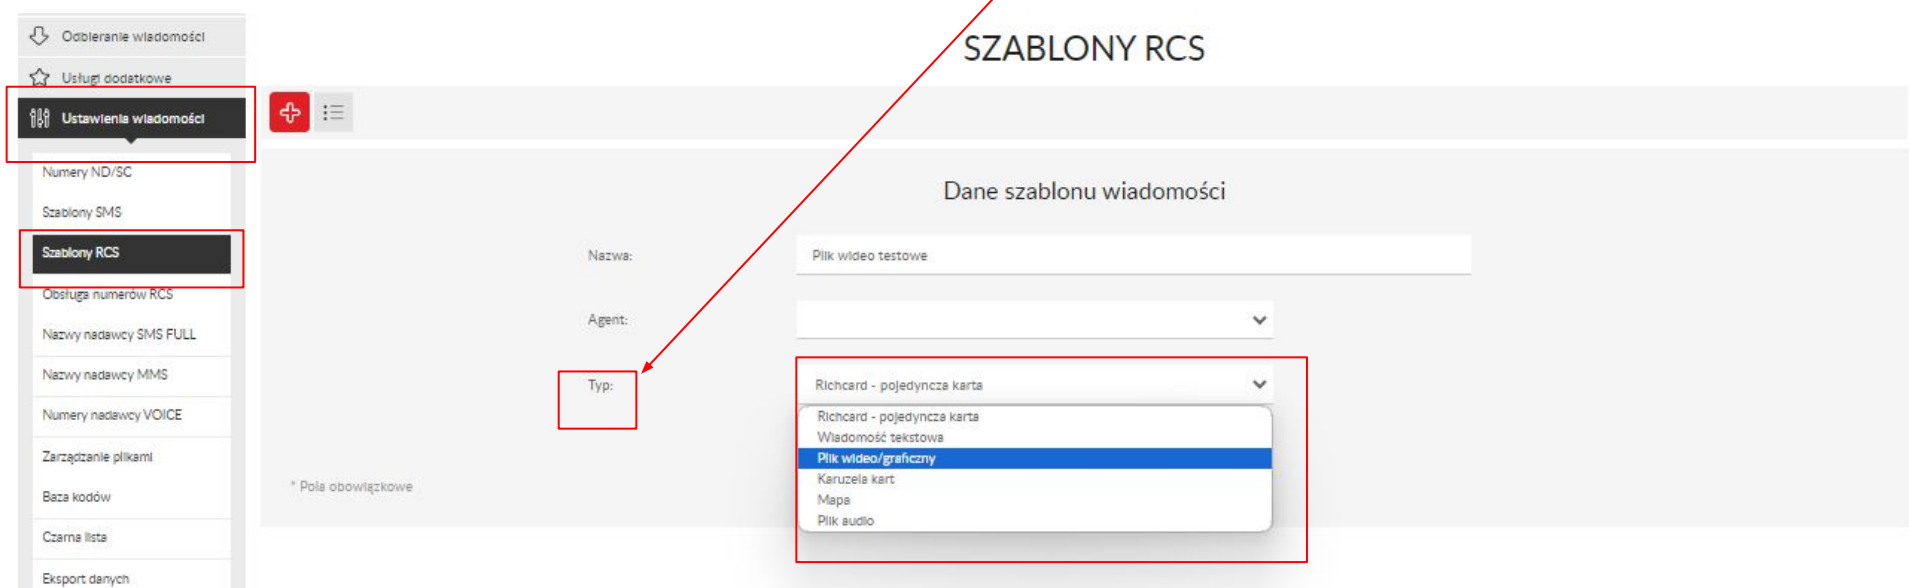 Odbieranie wiadomości
Usługi dodatkowe
Ustawienia wiadomości
Numery ND/SC
Szablony SMS
Szablony RCS
Obsługa numerów RCS
Nazwy nadawcy SMS FULL
Nazwy nadawcy MMS
Numery nadawcy VOICE
Zarządzanie plikami
Baza kodów
Czarna lista
Eksport danych
SZABLONY RCS
Dane szablonu wiadomości
Nazwa: Plik wideo testowe
Agent:
Typ: Richcard - pojedyncza karta
Richcard - pojedyncza karta
Wiadomość tekstowa
Plik wideo/graficzny
Karuzela kart
Mapa
Plik audio
* Pola obowiązkowe